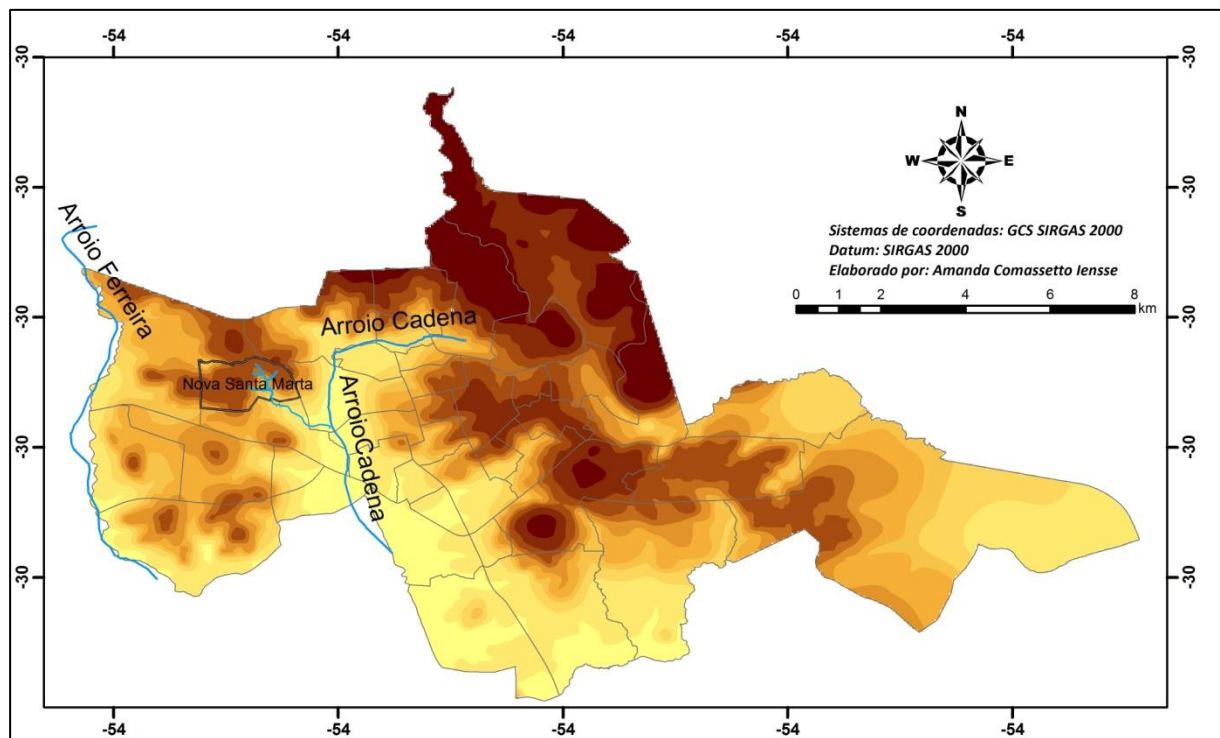 -54 -54 -54 -54 -54
-30 -30
-30 -30
-30 -30
-30 -30
-30 -30
N
W E
S
Sistemas de coordenadas: GCS SIRGAS 2000
Datum: SIRGAS 2000
Elaborado por: Amanda Comassetto Iensse
0 1 2 4 6 8
km
Arroio Ferreira
Arroio Cadena
Nova Santa Marta
ArroioCadena
-54 -54 -54 -54 -54